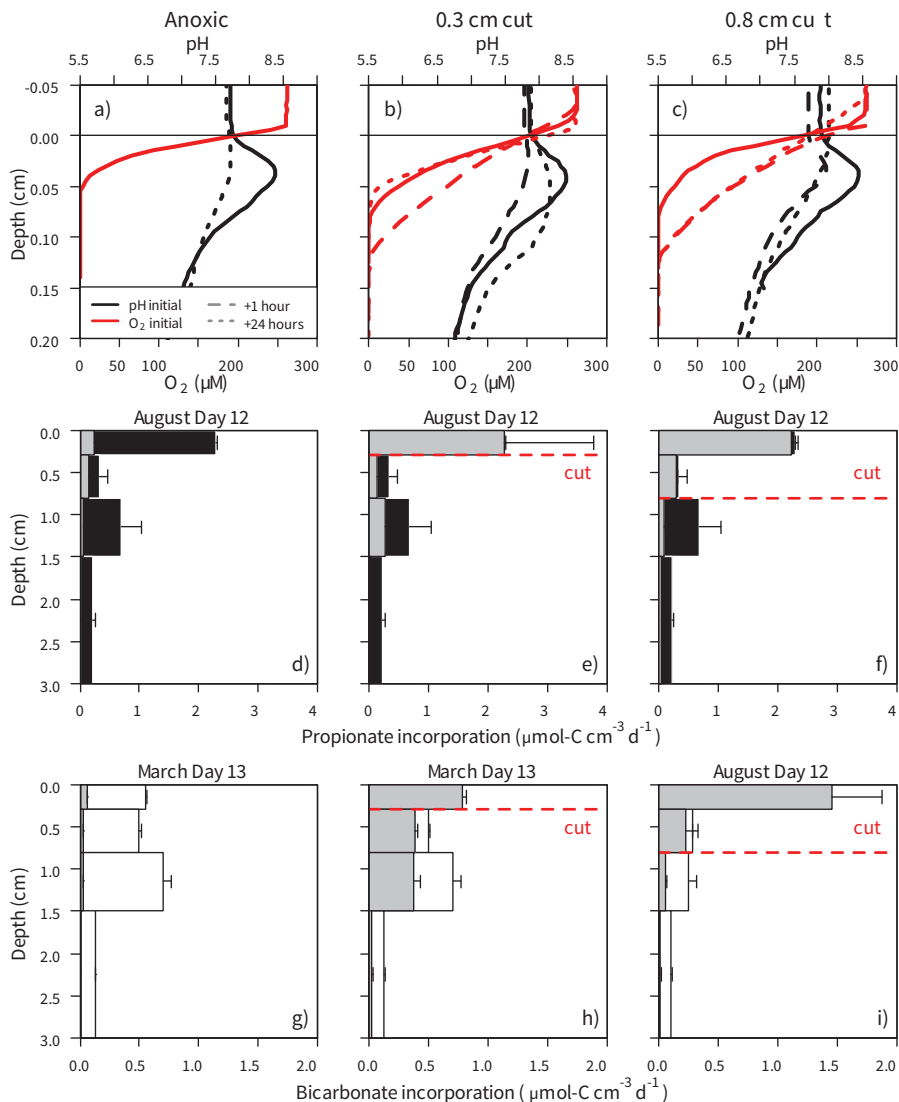 Anoxic 0.3 cm cut 0.8 cm cu t
5.5 6.5 7.5 8.5 5.5 6.5 7.5 8.5 5.5 6.5 7.5 8.5
pH pH pH
-0.05
0.00
0.05
0.10
0.15
0.20
Depth (cm)
a) b) c)
pH initial +1 hour
O2 initial +24 hours
0 100 200 300 0 100 200 300 0 100 200 300
O2 (µM) O2 (µM) O2 (µM)
August Day 12 August Day 12 August Day 12
0.0
0.5
1.0
1.5
2.0
2.5
3.0
Depth (cm)
cut cut
d) e) f)
0 1 2 3 4 0 1 2 3 4 0 1 2 3 4
Propionate incorporation (µmol-C cm-3 d-1)
March Day 13 March Day 13 August Day 12
0.0
0.5
1.0
1.5
2.0
2.5
3.0
Depth (cm)
cut cut
g) h) i)
0.0 0.5 1.0 1.5 2.0 0.0 0.5 1.0 1.5 2.0 0.0 0.5 1.0 1.5 2.0
Bicarbonate incorporation (µmol-C cm-3 d-1)